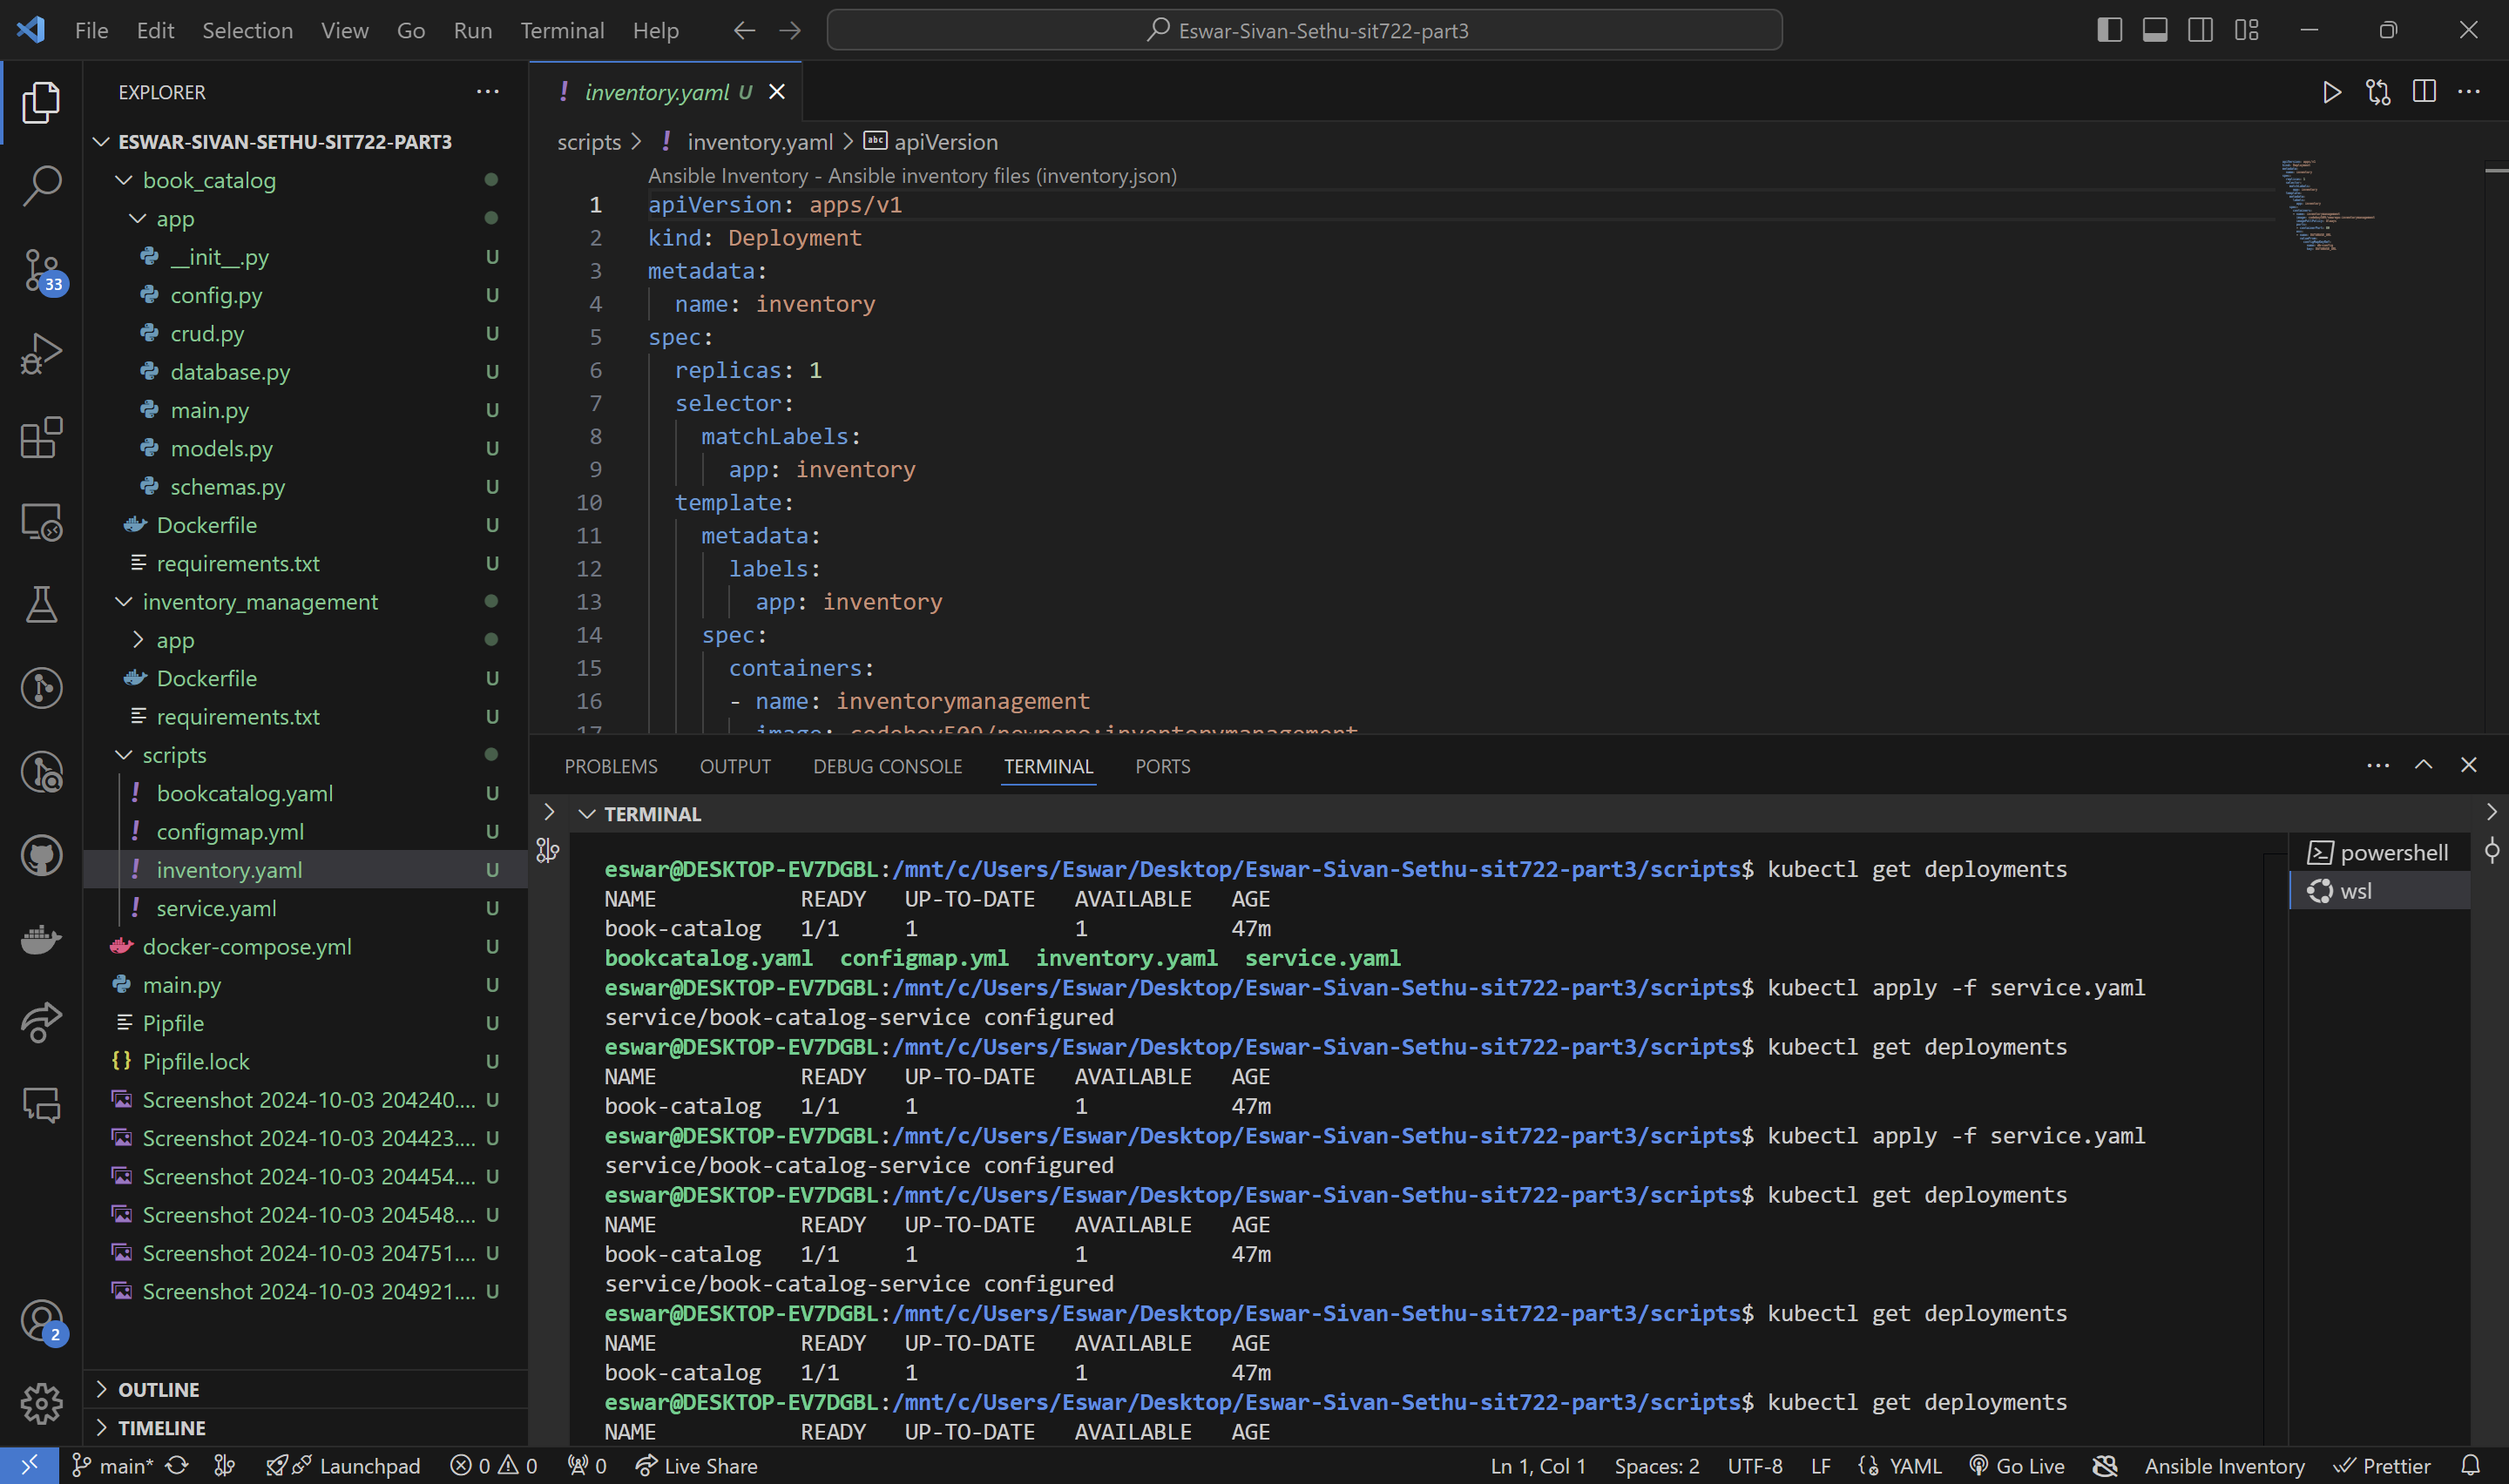 File Edit Selection View Go Run Terminal Help
Eswar-Sivan-Sethu-sit722-part3
EXPLORER
ESWAR-SIVAN-SETHU-SIT722-PART3
book_catalog
app
__init__.py U
config.py U
crud.py U
database.py U
main.py U
models.py U
schemas.py U
Dockerfile U
requirements.txt U
inventory_management
app
Dockerfile U
requirements.txt U
scripts
bookcatalog.yaml U
configmap.yml U
inventory.yaml U
service.yaml U
docker-compose.yml U
main.py U
Pipfile U
Pipfile.lock U
Screenshot 2024-10-03 204240.... U
Screenshot 2024-10-03 204423.... U
Screenshot 2024-10-03 204454.... U
Screenshot 2024-10-03 204548.... U
Screenshot 2024-10-03 204751.... U
Screenshot 2024-10-03 204921.... U
OUTLINE
TIMELINE
33
2
inventory.yaml U
scripts > inventory.yaml > abc apiVersion
Ansible Inventory - Ansible inventory files (inventory.json)
1 apiVersion: apps/v1
2 kind: Deployment
3 metadata:
4 name: inventory
5 spec:
6 replicas: 1
7 selector:
8 matchLabels:
9 app: inventory
10 template:
11 metadata:
12 labels:
13 app: inventory
14 spec:
15 containers:
16 - name: inventorymanagement
17 image: codeboy509/newrepo:inventorymanagement
PROBLEMS OUTPUT DEBUG CONSOLE TERMINAL PORTS
TERMINAL
eswar@DESKTOP-EV7DGBL:/mnt/c/Users/Eswar/Desktop/Eswar-Sivan-Sethu-sit722-part3/scripts$ kubectl get deployments
NAME READY UP-TO-DATE AVAILABLE AGE
book-catalog 1/1 1 1 47m
bookcatalog.yaml configmap.yml inventory.yaml service.yaml
eswar@DESKTOP-EV7DGBL:/mnt/c/Users/Eswar/Desktop/Eswar-Sivan-Sethu-sit722-part3/scripts$ kubectl apply -f service.yaml
service/book-catalog-service configured
eswar@DESKTOP-EV7DGBL:/mnt/c/Users/Eswar/Desktop/Eswar-Sivan-Sethu-sit722-part3/scripts$ kubectl get deployments
NAME READY UP-TO-DATE AVAILABLE AGE
book-catalog 1/1 1 1 47m
eswar@DESKTOP-EV7DGBL:/mnt/c/Users/Eswar/Desktop/Eswar-Sivan-Sethu-sit722-part3/scripts$ kubectl apply -f service.yaml
service/book-catalog-service configured
eswar@DESKTOP-EV7DGBL:/mnt/c/Users/Eswar/Desktop/Eswar-Sivan-Sethu-sit722-part3/scripts$ kubectl get deployments
NAME READY UP-TO-DATE AVAILABLE AGE
book-catalog 1/1 1 1 47m
service/book-catalog-service configured
eswar@DESKTOP-EV7DGBL:/mnt/c/Users/Eswar/Desktop/Eswar-Sivan-Sethu-sit722-part3/scripts$ kubectl get deployments
NAME READY UP-TO-DATE AVAILABLE AGE
book-catalog 1/1 1 1 47m
eswar@DESKTOP-EV7DGBL:/mnt/c/Users/Eswar/Desktop/Eswar-Sivan-Sethu-sit722-part3/scripts$ kubectl get deployments
NAME READY UP-TO-DATE AVAILABLE AGE
powershell
wsl
main* Launchpad 0 0 0 Live Share
Ln 1, Col 1 Spaces: 2 UTF-8 LF YAML Go Live Ansible Inventory Prettier